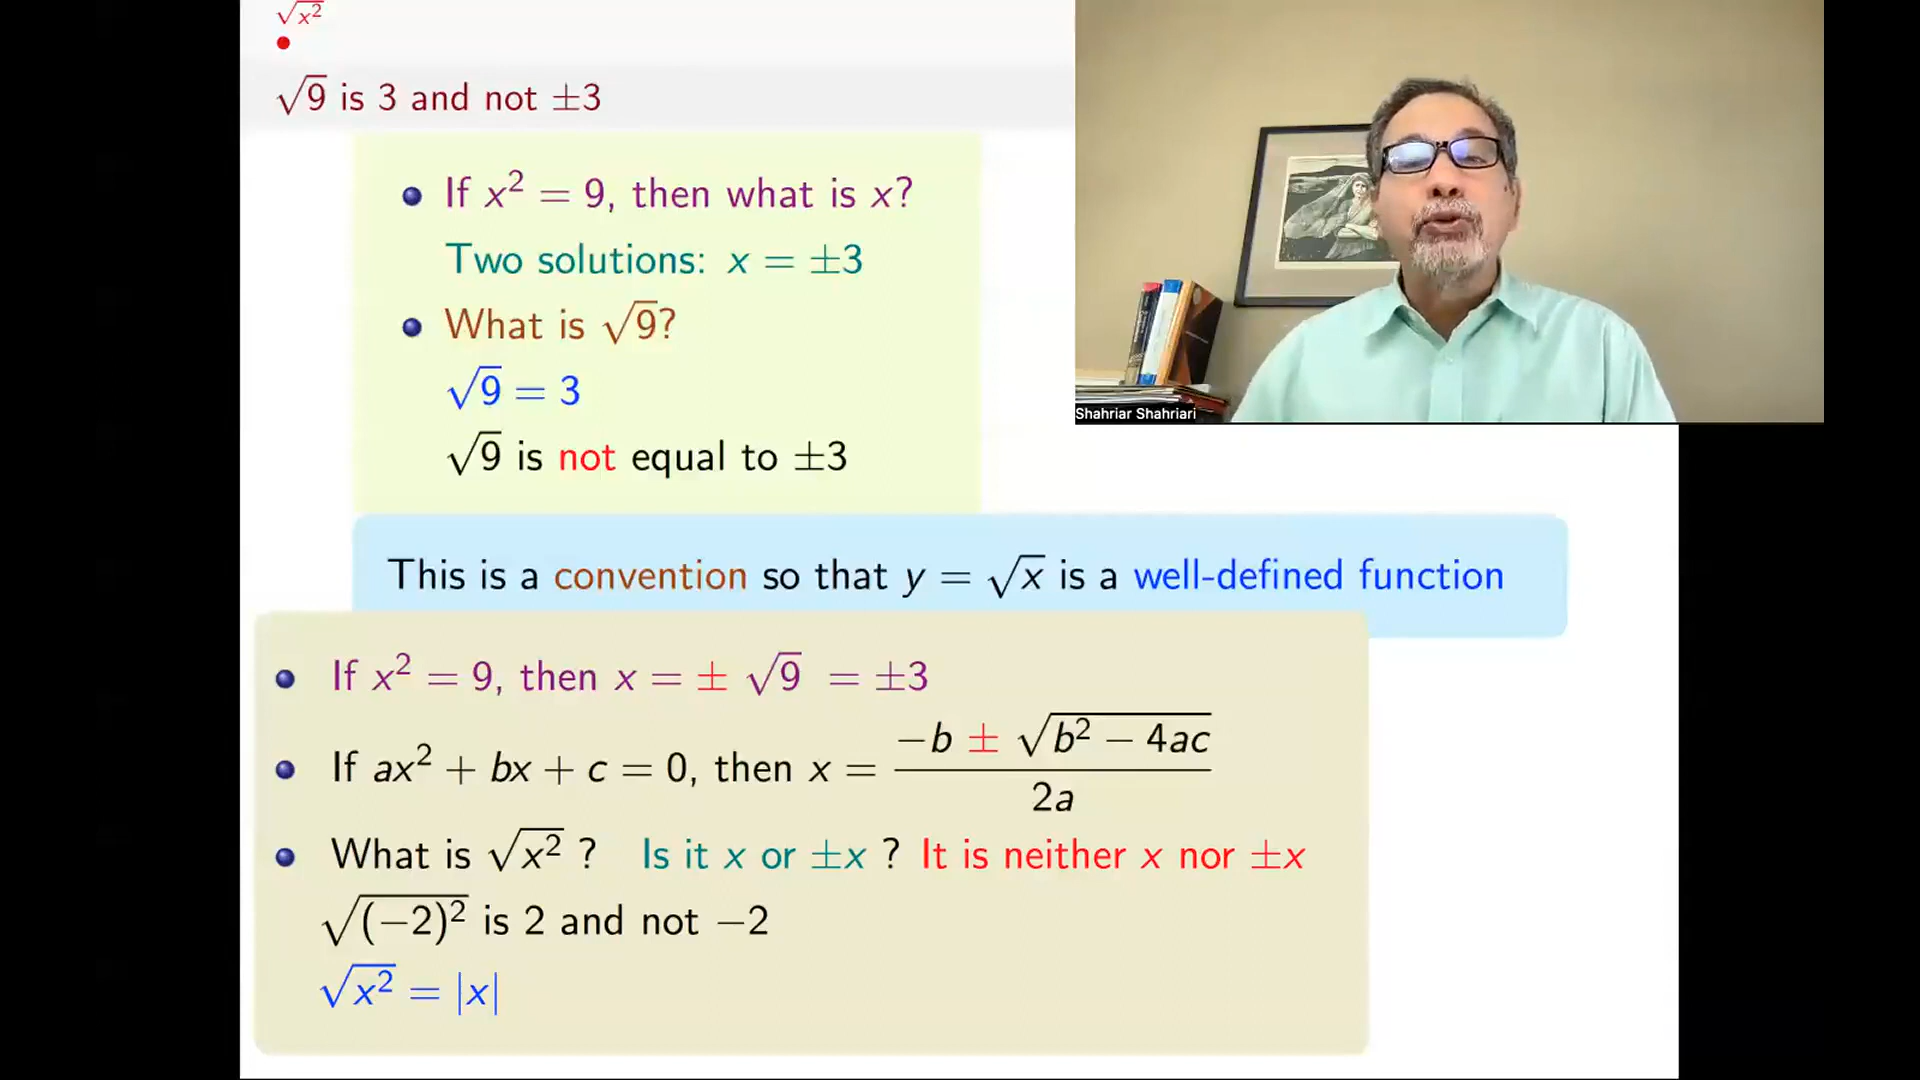 √x²
√9 is 3 and not ±3
If x² = 9, then what is x?
Two solutions: x = ±3
What is √9?
√9 = 3
√9 is not equal to ±3
Shahriar Shahriari
This is a convention so that y = √x is a well-defined function
If x² = 9, then x = ± √9 = ±3
If ax² + bx + c = 0, then x = (−b ± √(b² − 4ac))/(2a)
What is √x² ? Is it x or ±x ? It is neither x nor ±x
√(−2)² is 2 and not −2
√x² = |x|